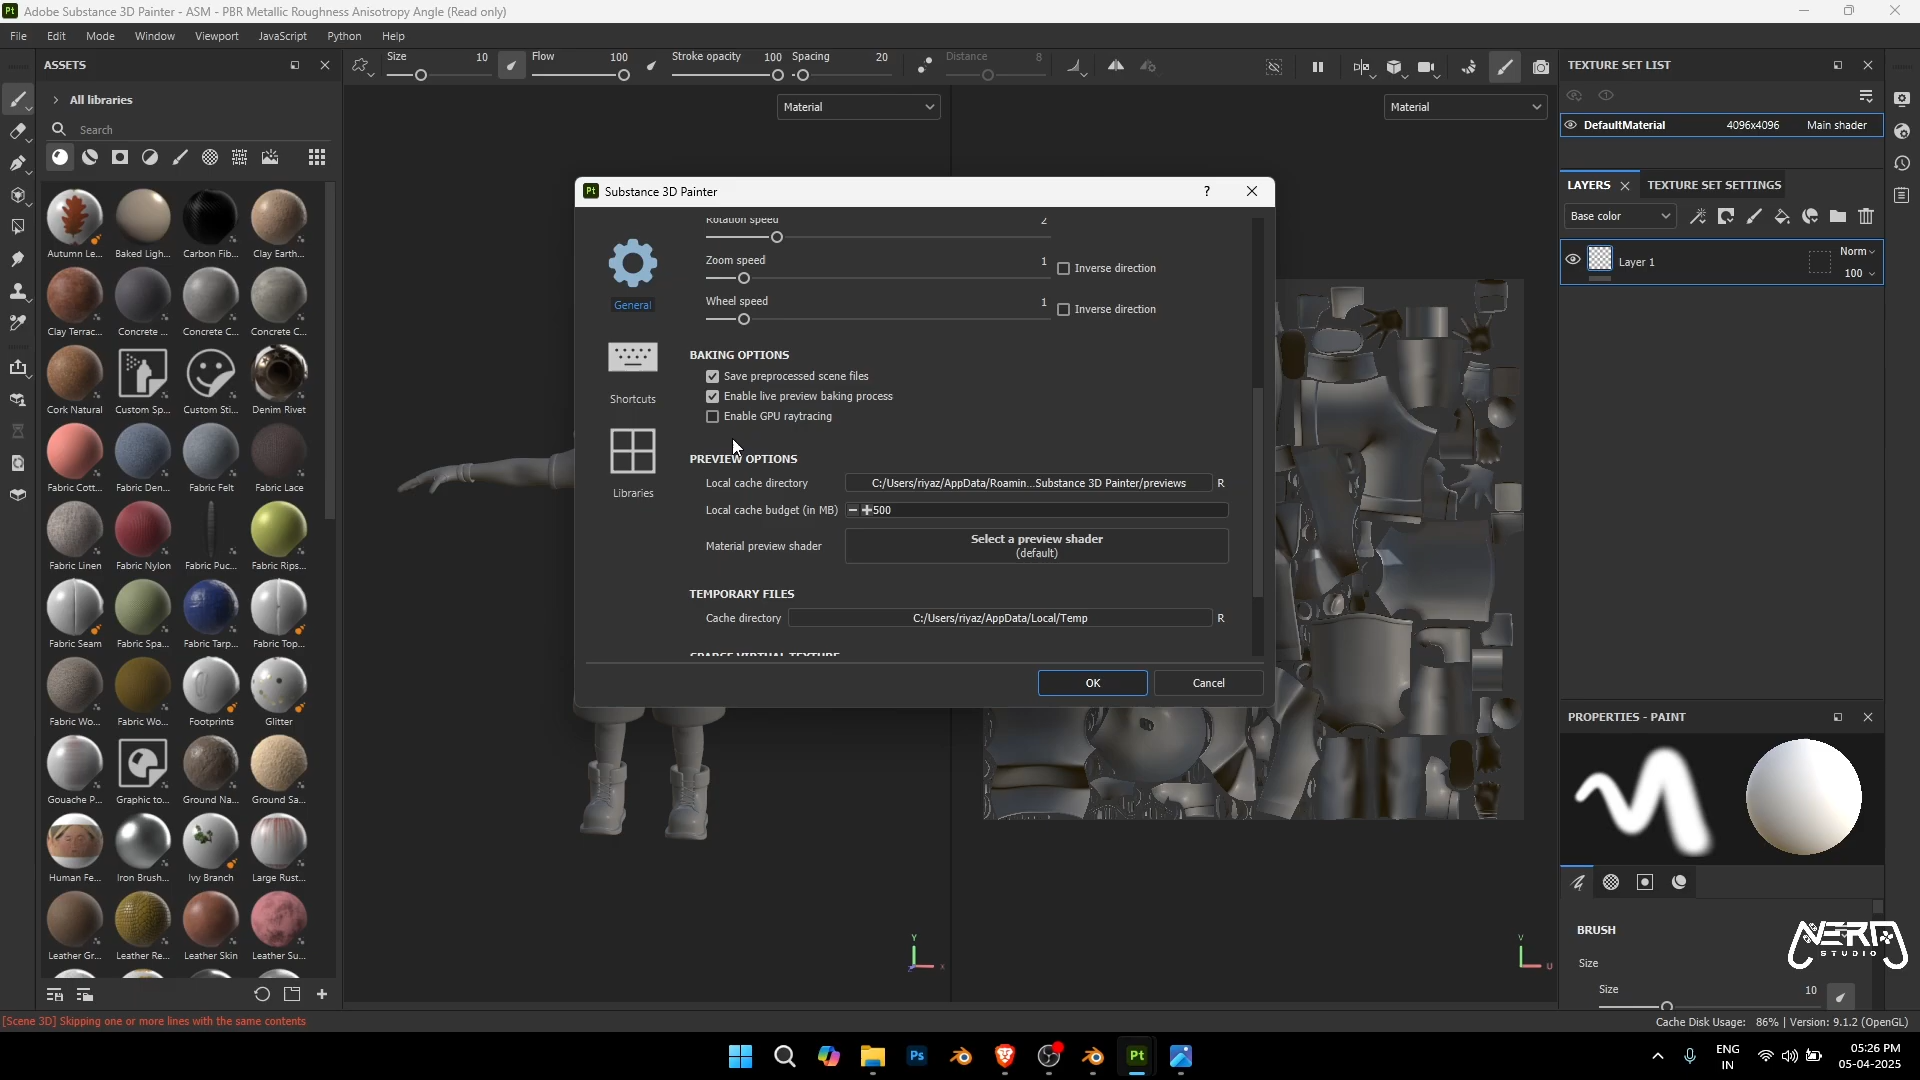 Adobe Substance 3D Painter - ASM - PBR Metallic Roughness Anisotropy Angle (Read only)
File Edit Mode Window Viewport JavaScript Python Help
ASSETS
Size 10 Flow 100 Stroke opacity 100 Spacing 20 Distance 8
TEXTURE SET LIST
All libraries
Search
Material
Material
DefaultMaterial 4096x4096 Main shader
LAYERS TEXTURE SET SETTINGS
Base color
Layer 1
Norm
100
Autumn Le... Baked Ligh... Carbon Fib... Clay Earth...
Clay Terrac... Concrete ... Concrete C... Concrete C...
Cork Natural Custom Sp... Custom Sti... Denim Rivet
Fabric Cott... Fabric Den... Fabric Felt Fabric Lace
Fabric Linen Fabric Nylon Fabric Puc... Fabric Rips...
Fabric Seam Fabric Spa... Fabric Tarp... Fabric Top...
Fabric Wo... Fabric Wo... Footprints Glitter
Gouache P... Graphic to... Ground Na... Ground Sa...
Human Fe... Iron Brush... Ivy Branch Large Rust...
Leather Gr... Leather Re... Leather Skin Leather Su...
Pt Substance 3D Painter ?
General
Shortcuts
Libraries
Rotation speed 2
Zoom speed 1 Inverse direction
Wheel speed 1 Inverse direction
BAKING OPTIONS
Save preprocessed scene files
Enable live preview baking process
Enable GPU raytracing
PREVIEW OPTIONS
Local cache directory C:/Users/riyaz/AppData/Roamin...Substance 3D Painter/previews R
Local cache budget (in MB) 500
Material preview shader Select a preview shader
(default)
TEMPORARY FILES
Cache directory C:/Users/riyaz/AppData/Local/Temp R
SPARSE VIRTUAL TEXTURE
OK Cancel
PROPERTIES - PAINT
BRUSH
Size
Size 10
NERD
STUDIO
Y
X
Z
V
U
[Scene 3D] Skipping one or more lines with the same contents
Cache Disk Usage: 86% | Version: 9.1.2 (OpenGL)
Ps
Pt
ENG
IN
05:26 PM
05-04-2025